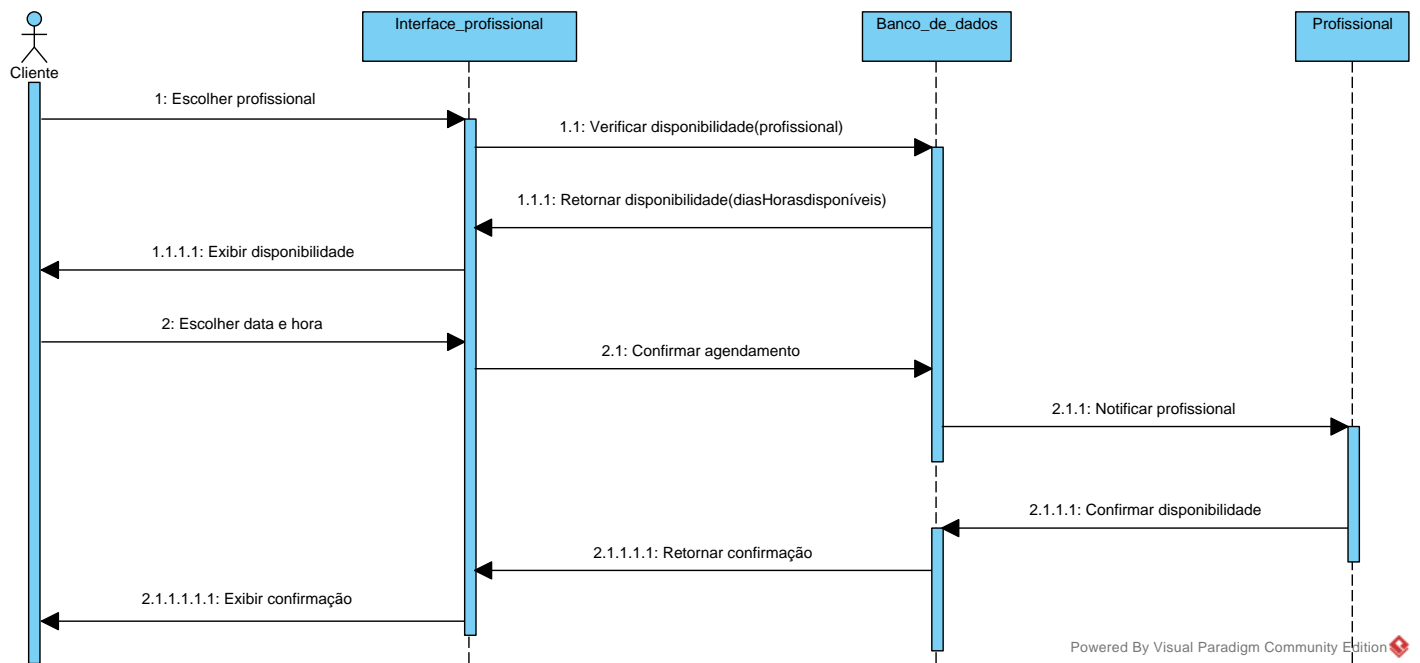 Cliente
Interface_profissional
Banco_de_dados
Profissional
1: Escolher profissional
1.1: Verificar disponibilidade(profissional)
1.1.1: Retornar disponibilidade(diasHorasdisponíveis)
1.1.1.1: Exibir disponibilidade
2: Escolher data e hora
2.1: Confirmar agendamento
2.1.1: Notificar profissional
2.1.1.1: Confirmar disponibilidade
2.1.1.1.1: Retornar confirmação
2.1.1.1.1.1: Exibir confirmação
Powered By Visual Paradigm Community Edition